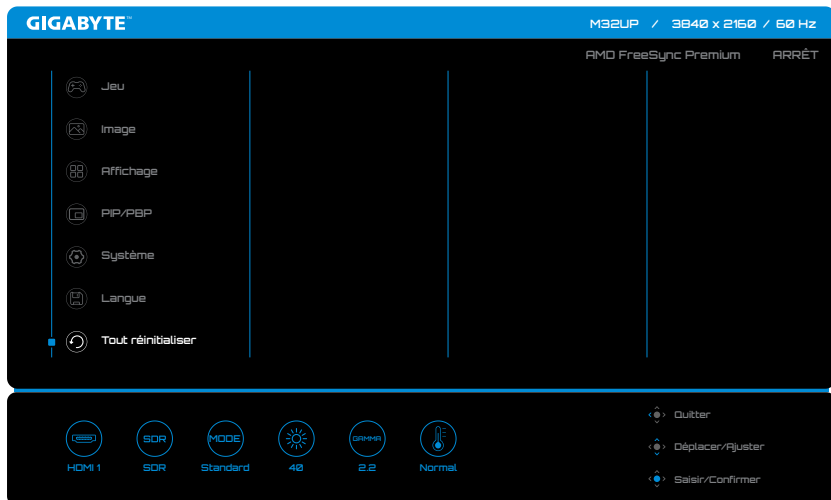 GIGABYTE™ M32UP / 3840 x 2160 / 60 Hz
AMD FreeSync Premium ARRÊT
Jeu
Image
Affichage
PIP/PBP
Système
Langue
Tout réinitialiser
SDR MODE GAMMA
HDMI 1 SDR Standard 40 2.2 Normal
Quitter
Déplacer/Ajuster
Saisir/Confirmer